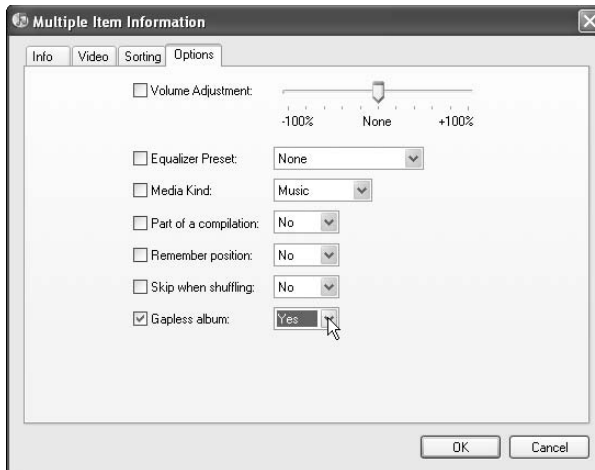 Multiple Item Information
Info Video Sorting Options
Volume Adjustment:
-100% None +100%
Equalizer Preset: None
Media Kind: Music
Part of a compilation: No
Remember position: No
Skip when shuffling: No
Gapless album: Yes
OK Cancel